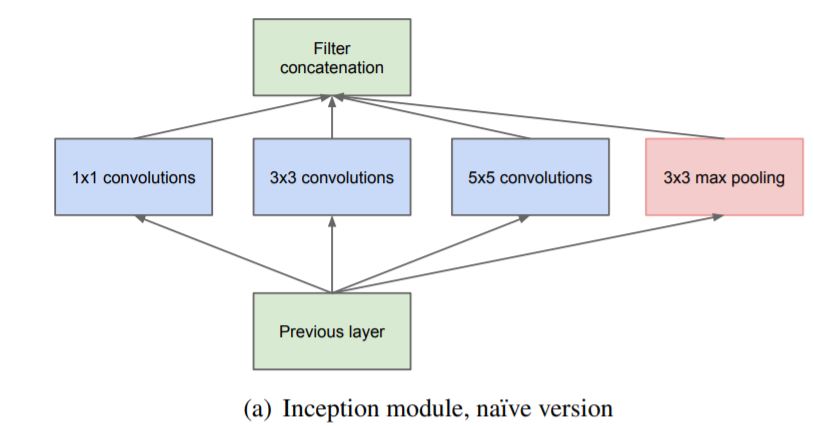 Filter
concatenation
1x1 convolutions
3x3 convolutions
5x5 convolutions
3x3 max pooling
Previous layer
(a) Inception module, naïve version